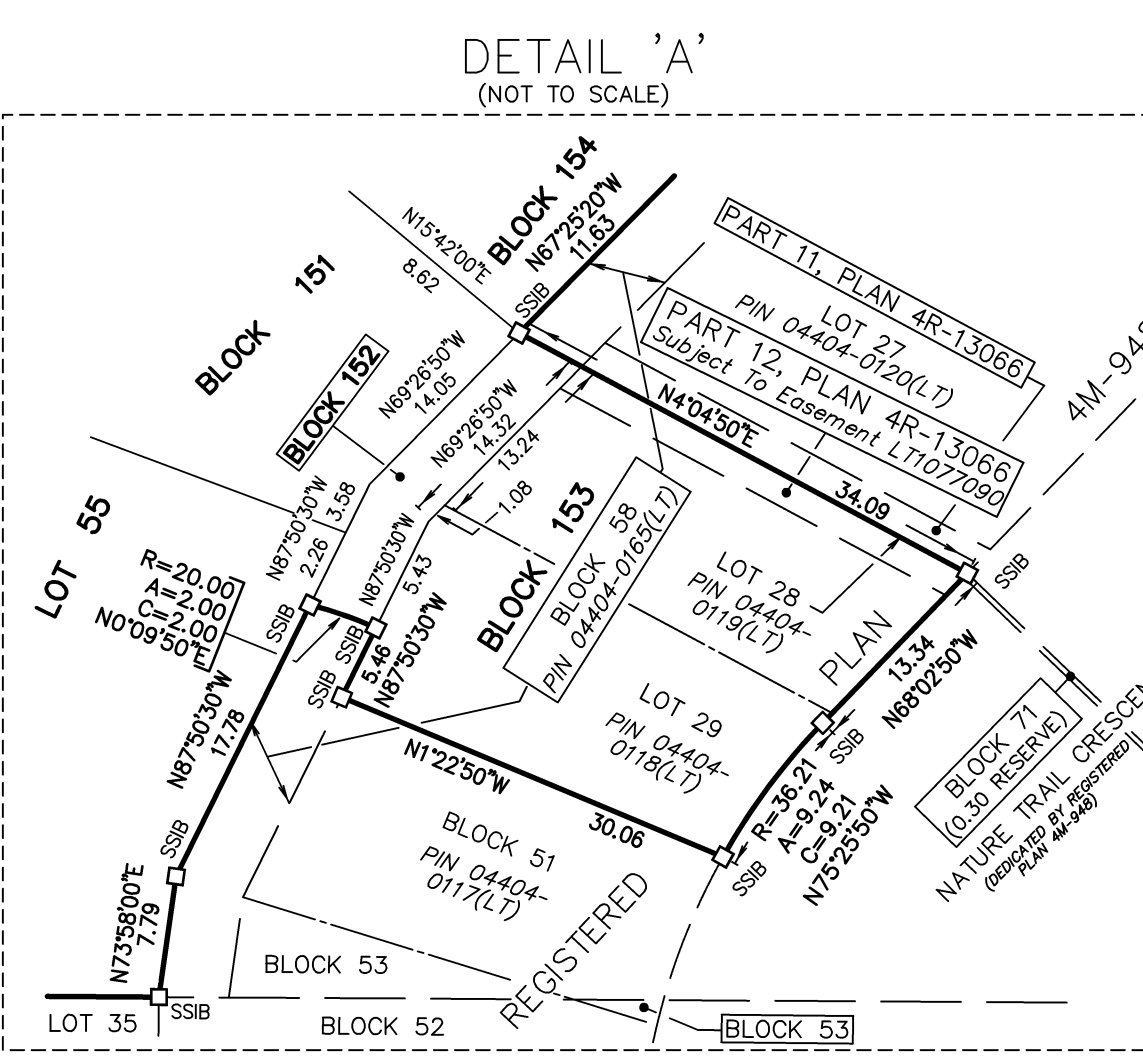 DETAIL 'A'
(NOT TO SCALE)
BLOCK 154
N67°25'20"W
11.63
N15°42'00"E
8.62
SSIB
BLOCK 151
PART 11, PLAN 4R-13066
LOT 27
PIN 04404-0120(LT)
PART 12, PLAN 4R-13066
Subject To Easement LT1077090
BLOCK 152
N69°26'50"W
14.05
N69°26'50"W
14.32
13.24
1.08
N4°04'50"E
34.09
SSIB
LOT 55
N87°50'30"W
3.58
2.26
N87°50'30"W
5.43
BLOCK 153
BLOCK 58
PIN 04404-0165(LT)
LOT 28
PIN 04404-
0119(LT)
PLAN
R=20.00
A=2.00
C=2.00
N0°09'50"E
SSIB
SSIB
SSIB
5.46
N87°50'30"W
LOT 29
PIN 04404-
0118(LT)
13.34
N68°02'50"W
SSIB
N87°50'30"W
17.78
N1°22'50"W
30.06
R=36.21
A=9.24
C=9.21
N75°25'50"W
SSIB
BLOCK 71
(0.30 RESERVE)
NATURE TRAIL CRESCEN
(DEDICATED BY REGISTERED
PLAN 4M-948)
SSIB
BLOCK 51
PIN 04404-
0117(LT)
N73°58'00"E
7.79
REGISTERED
BLOCK 53
SSIB
LOT 35
BLOCK 52
BLOCK 53